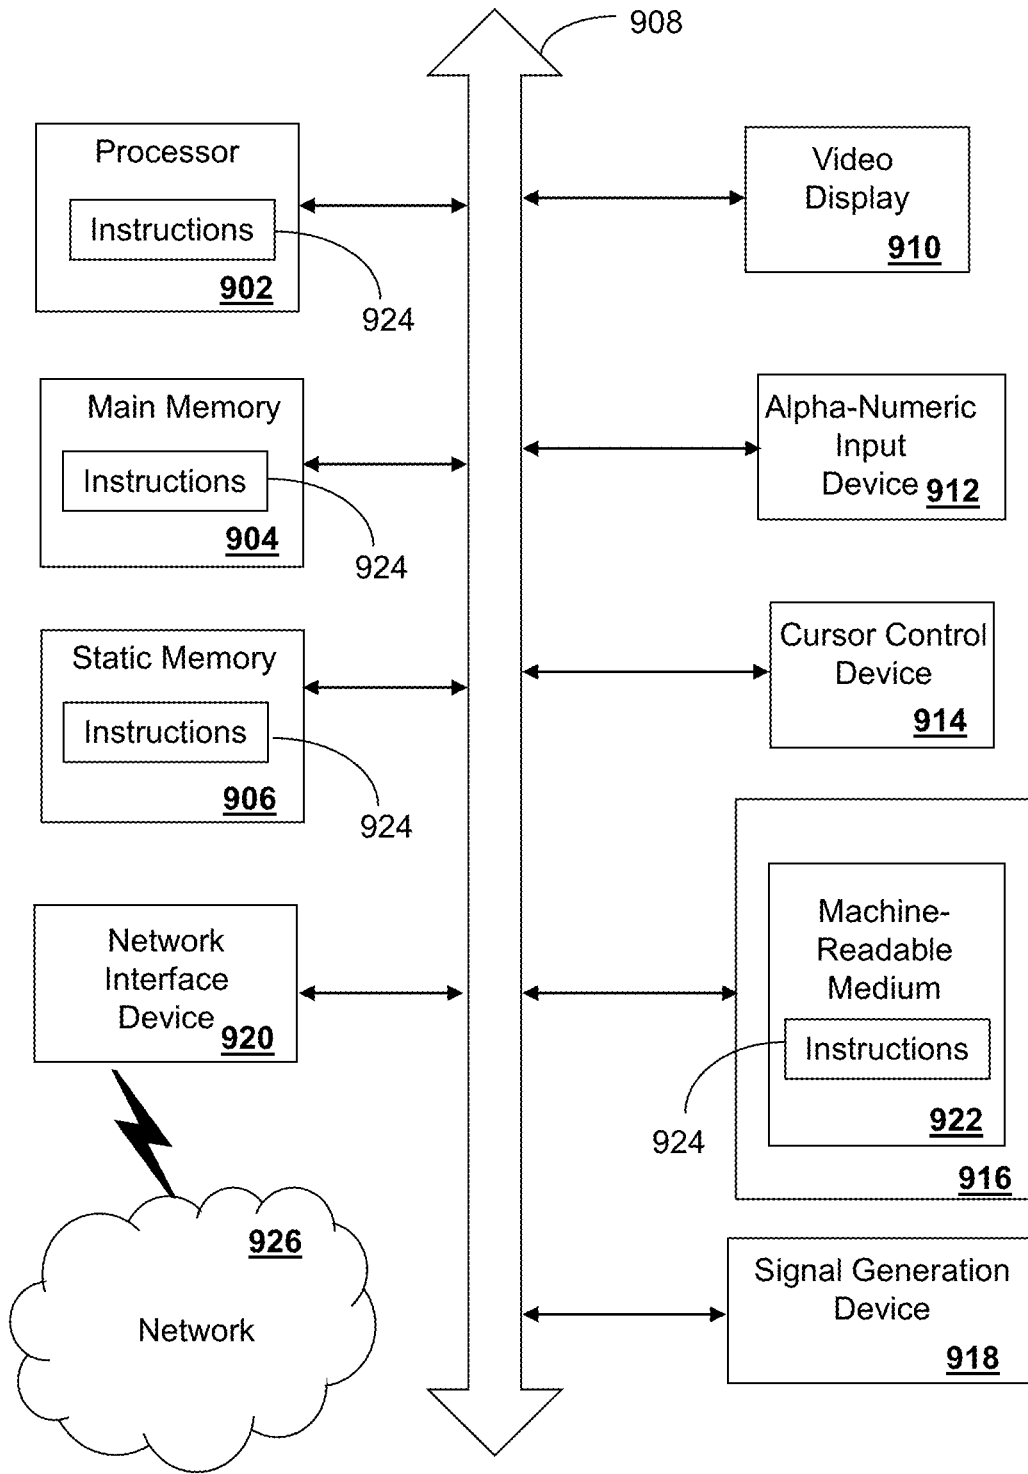 908
Processor
Instructions
902
924
Main Memory
Instructions
904
924
Static Memory
Instructions
906
924
Network
Interface
Device
920
926
Network
Video
Display
910
Alpha-Numeric
Input
Device
912
Cursor Control
Device
914
Machine-
Readable
Medium
Instructions
922
924
916
Signal Generation
Device
918